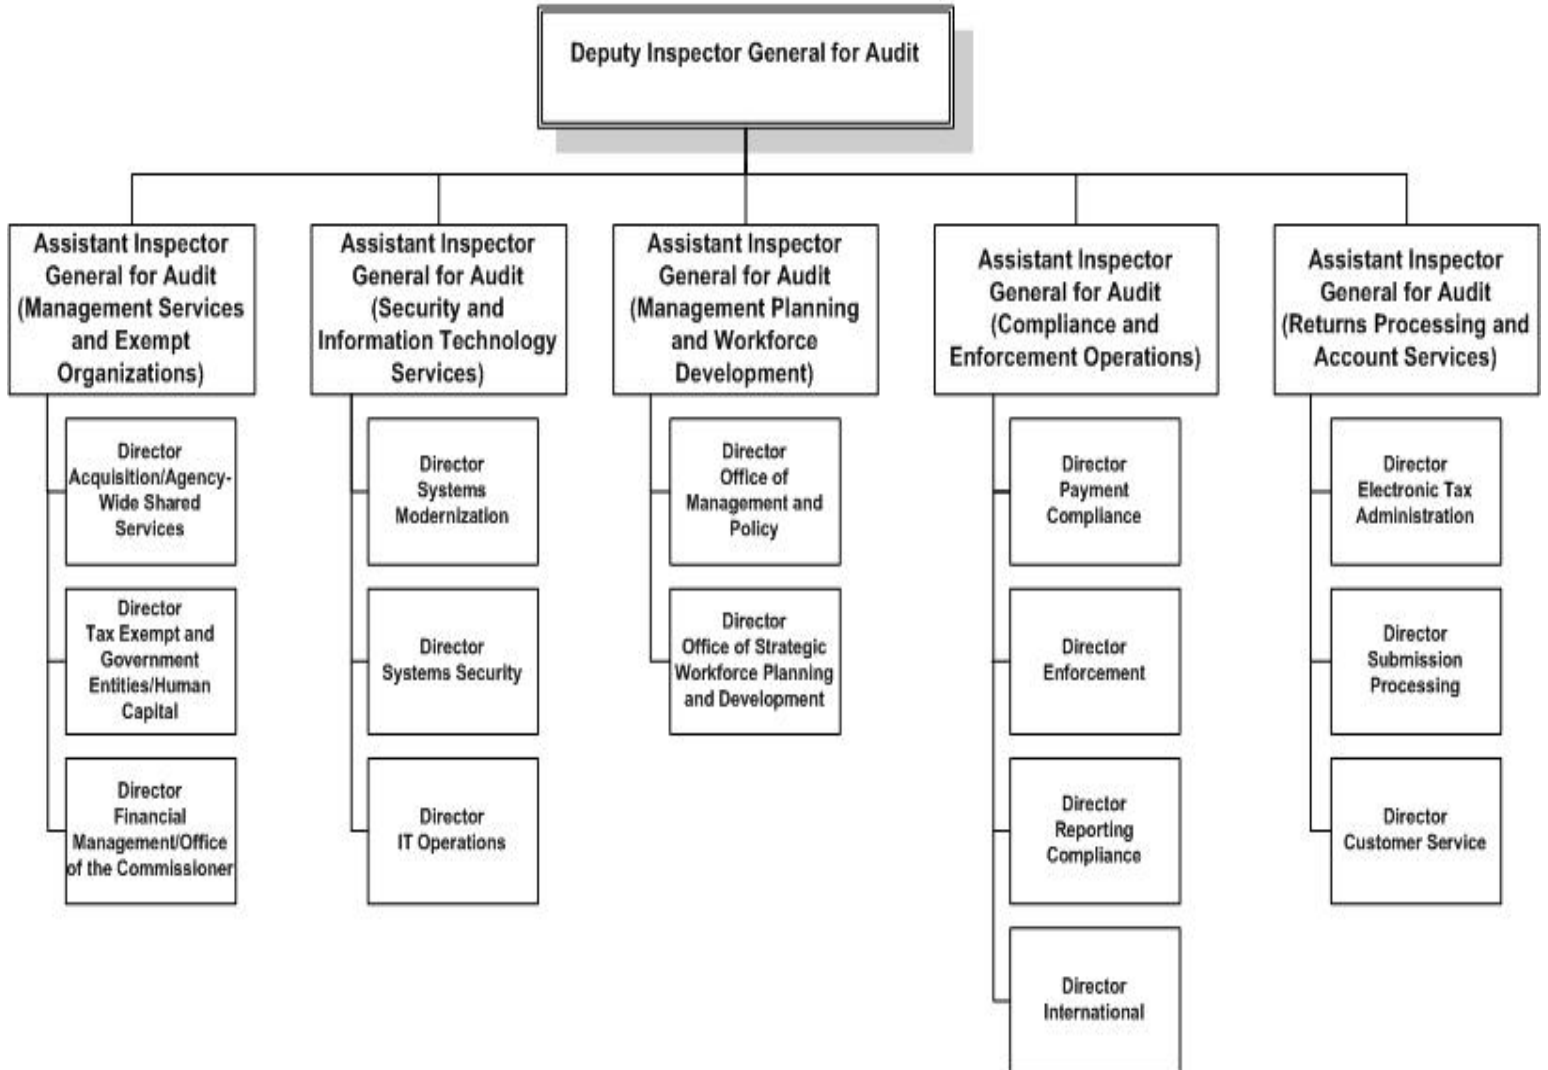 Deputy Inspector General for Audit
Assistant Inspector
General for Audit
(Management Services
and Exempt
Organizations)
Assistant Inspector
General for Audit
(Security and
Information Technology
Services)
Assistant Inspector
General for Audit
(Management Planning
and Workforce
Development)
Assistant Inspector
General for Audit
(Compliance and
Enforcement Operations)
Assistant Inspector
General for Audit
(Returns Processing and
Account Services)
Director
Acquisition/Agency-
Wide Shared
Services
Director
Tax Exempt and
Government
Entities/Human
Capital
Director
Financial
Management/Office
of the Commissioner
Director
Systems
Modernization
Director
Systems Security
Director
IT Operations
Director
Office of
Management and
Policy
Director
Office of Strategic
Workforce Planning
and Development
Director
Payment
Compliance
Director
Enforcement
Director
Reporting
Compliance
Director
International
Director
Electronic Tax
Administration
Director
Submission
Processing
Director
Customer Service